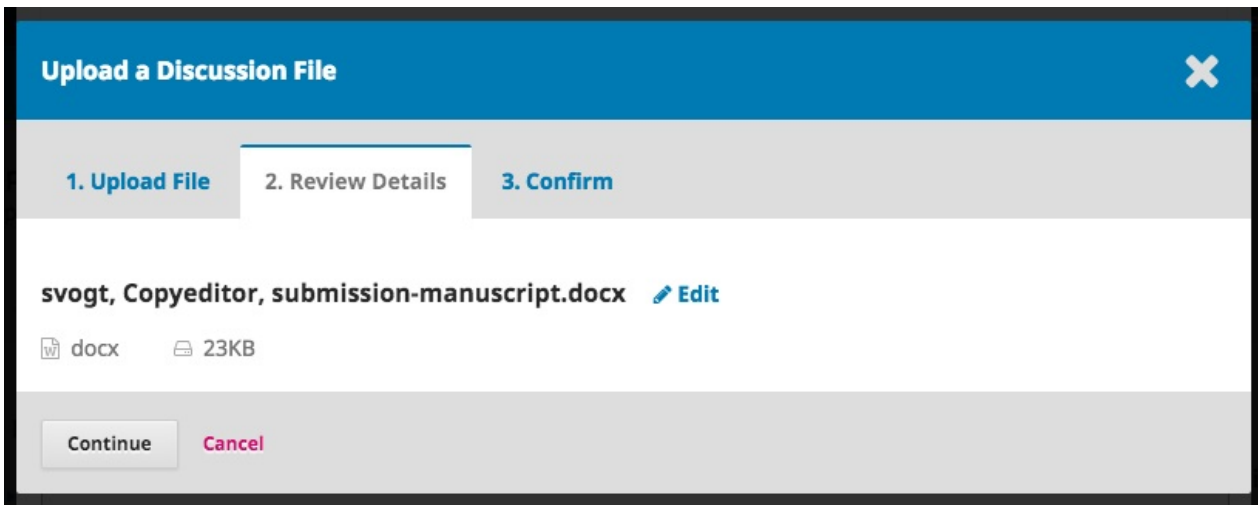 Upload a Discussion File
1. Upload File 2. Review Details 3. Confirm
svogt, Copyeditor, submission-manuscript.docx Edit
docx 23KB
Continue Cancel